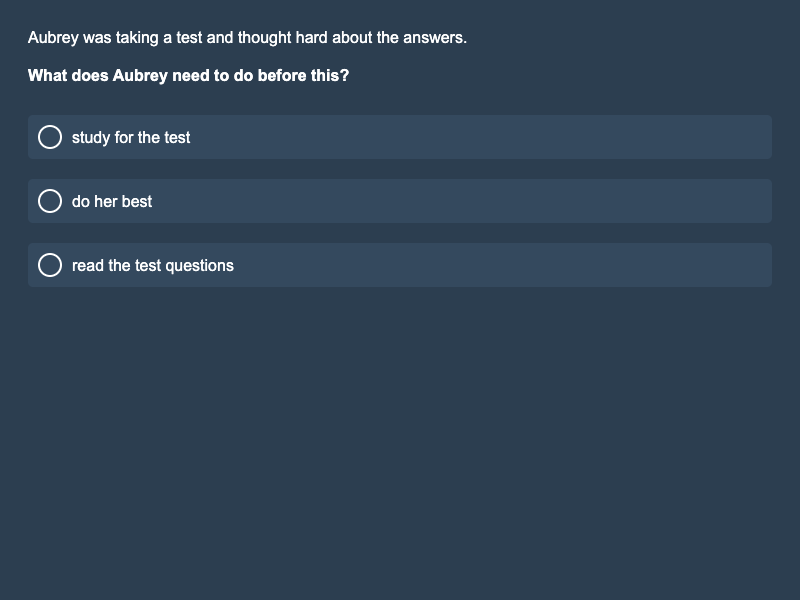 Aubrey was taking a test and thought hard about the answers.
What does Aubrey need to do before this?
study for the test
do her best
read the test questions